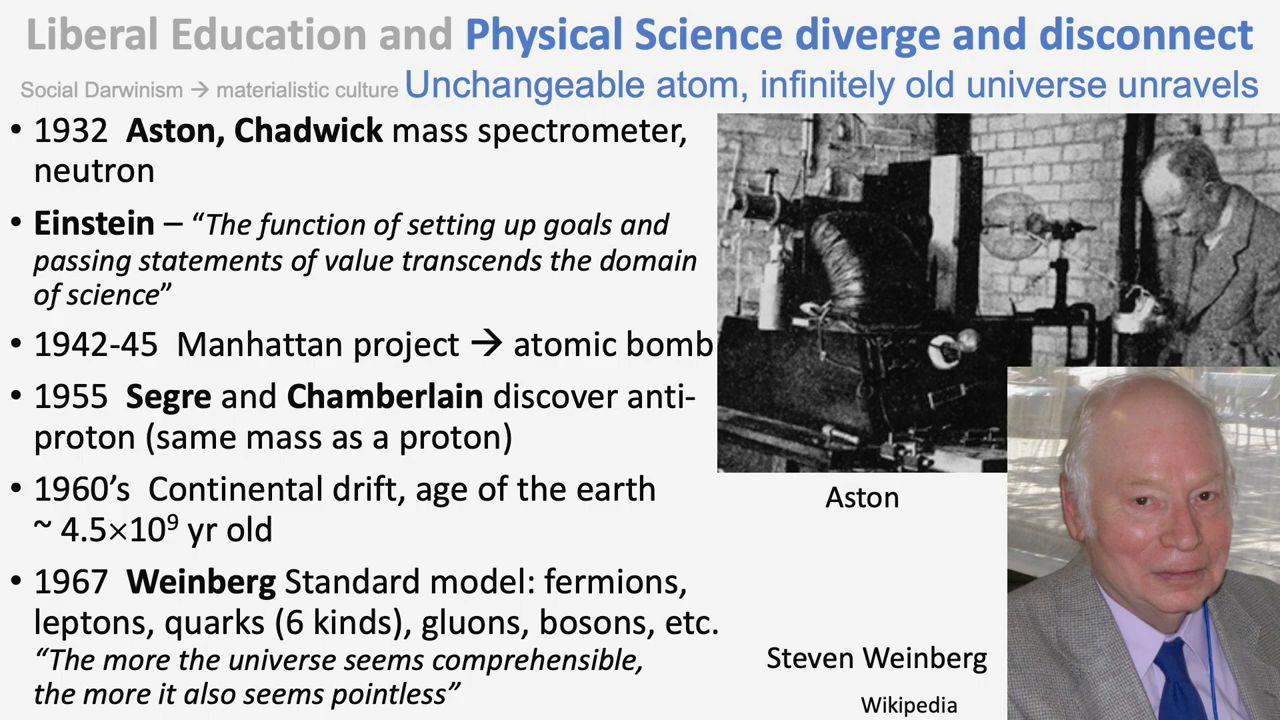 Liberal Education and Physical Science diverge and disconnect
Social Darwinism → materialistic culture Unchangeable atom, infinitely old universe unravels
• 1932 Aston, Chadwick mass spectrometer,
neutron
• Einstein – “The function of setting up goals and
passing statements of value transcends the domain
of science”
• 1942-45 Manhattan project → atomic bomb
• 1955 Segre and Chamberlain discover anti-
proton (same mass as a proton)
• 1960’s Continental drift, age of the earth
~ 4.5×10⁹ yr old
• 1967 Weinberg Standard model: fermions,
leptons, quarks (6 kinds), gluons, bosons, etc.
“The more the universe seems comprehensible,
the more it also seems pointless”
Aston
Steven Weinberg
Wikipedia